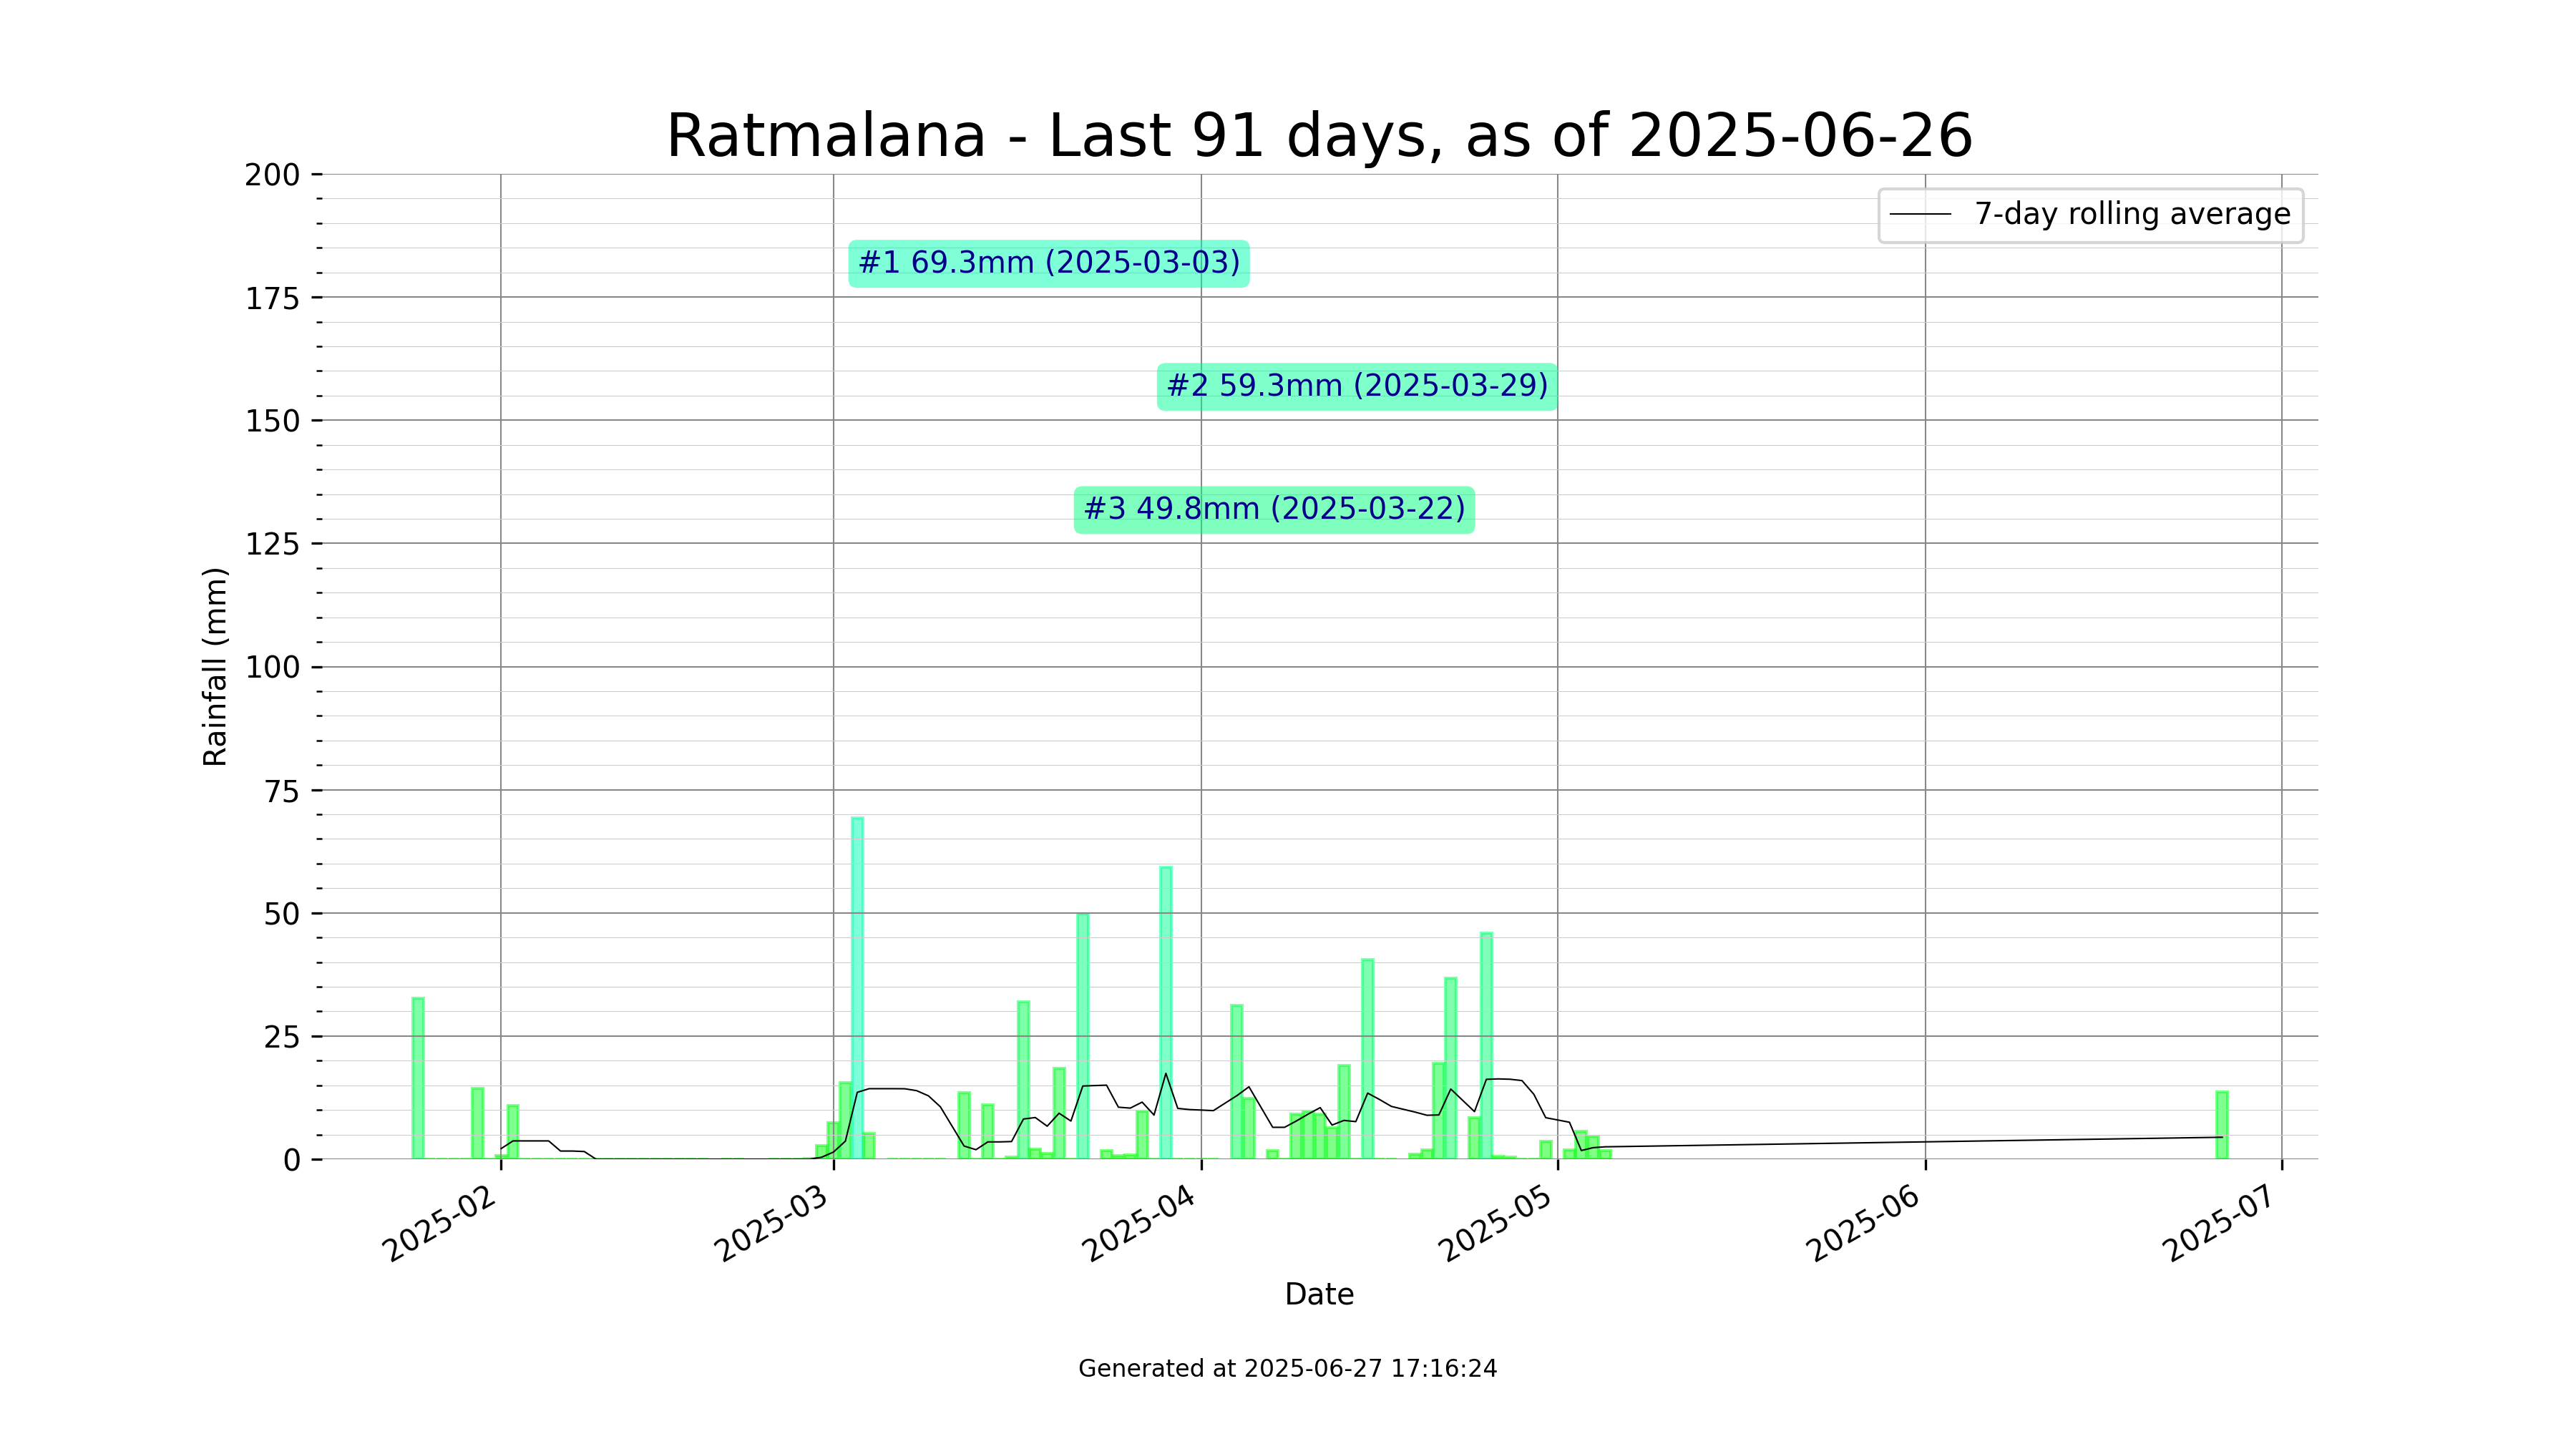 Ratmalana - Last 91 days, as of 2025-06-26
200
175
150
125
100
75
50
25
0
Rainfall (mm)
7-day rolling average
#1 69.3mm (2025-03-03)
#2 59.3mm (2025-03-29)
#3 49.8mm (2025-03-22)
2025-02
2025-03
2025-04
2025-05
2025-06
2025-07
Date
Generated at 2025-06-27 17:16:24